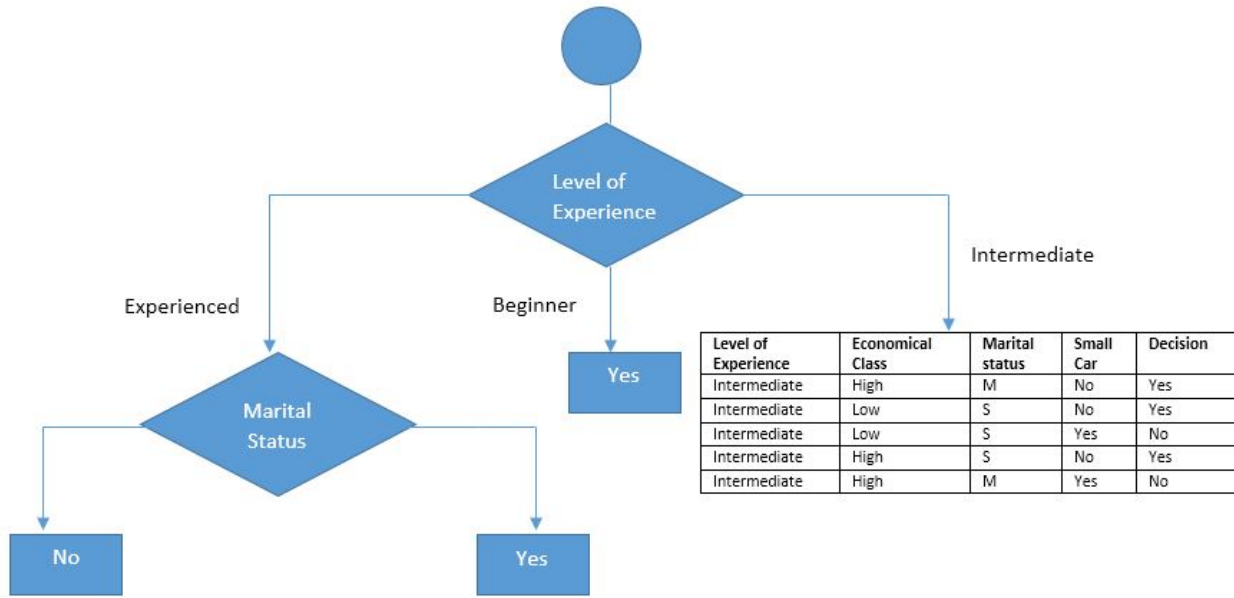 Level of
Experience
Intermediate
Experienced
Beginner
Level of Experience Economical Class Marital status Small Car Decision
Intermediate High M No Yes
Intermediate Low S No Yes
Intermediate Low S Yes No
Intermediate High S No Yes
Intermediate High M Yes No
Yes
Marital
Status
No
Yes